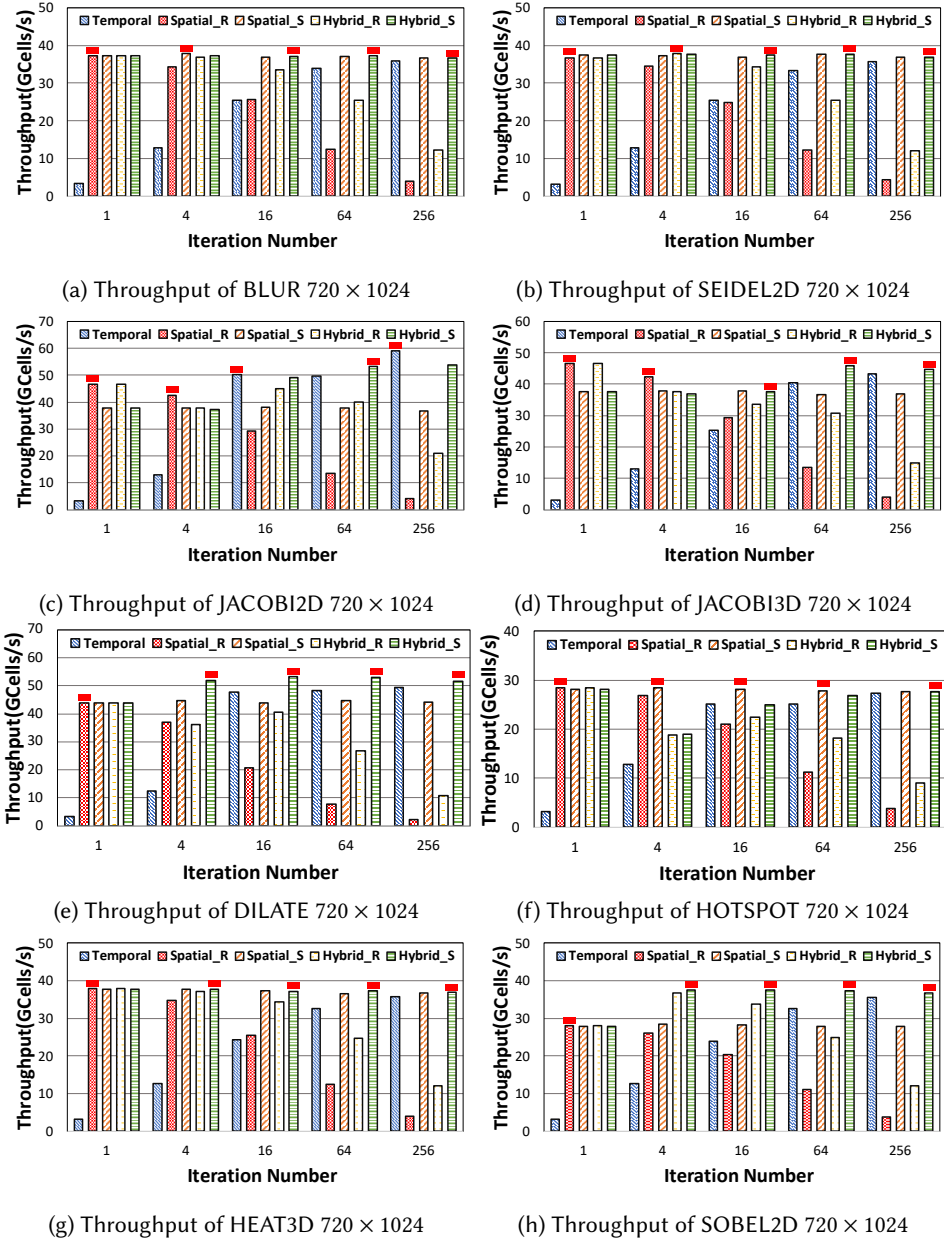 Temporal Spatial_R Spatial_S Hybrid_R Hybrid_S
Throughput(GCells/s)
50
40
30
20
10
0
1 4 16 64 256
Iteration Number
(a) Throughput of BLUR 720 × 1024
Temporal Spatial_R Spatial_S Hybrid_R Hybrid_S
Throughput(GCells/s)
50
40
30
20
10
0
1 4 16 64 256
Iteration Number
(b) Throughput of SEIDEL2D 720 × 1024
Temporal Spatial_R Spatial_S Hybrid_R Hybrid_S
Throughput(GCells/s)
70
60
50
40
30
20
10
0
1 4 16 64 256
Iteration Number
(c) Throughput of JACOBI2D 720 × 1024
Temporal Spatial_R Spatial_S Hybrid_R Hybrid_S
Throughput(GCells/s)
60
50
40
30
20
10
0
1 4 16 64 256
Iteration Number
(d) Throughput of JACOBI3D 720 × 1024
Temporal Spatial_R Spatial_S Hybrid_R Hybrid_S
Throughput(GCells/s)
70
60
50
40
30
20
10
0
1 4 16 64 256
Iteration Number
(e) Throughput of DILATE 720 × 1024
Temporal Spatial_R Spatial_S Hybrid_R Hybrid_S
Throughput(GCells/s)
40
30
20
10
0
1 4 16 64 256
Iteration Number
(f) Throughput of HOTSPOT 720 × 1024
Temporal Spatial_R Spatial_S Hybrid_R Hybrid_S
Throughput(GCells/s)
50
40
30
20
10
0
1 4 16 64 256
Iteration Number
(g) Throughput of HEAT3D 720 × 1024
Temporal Spatial_R Spatial_S Hybrid_R Hybrid_S
Throughput(GCells/s)
50
40
30
20
10
0
1 4 16 64 256
Iteration Number
(h) Throughput of SOBEL2D 720 × 1024